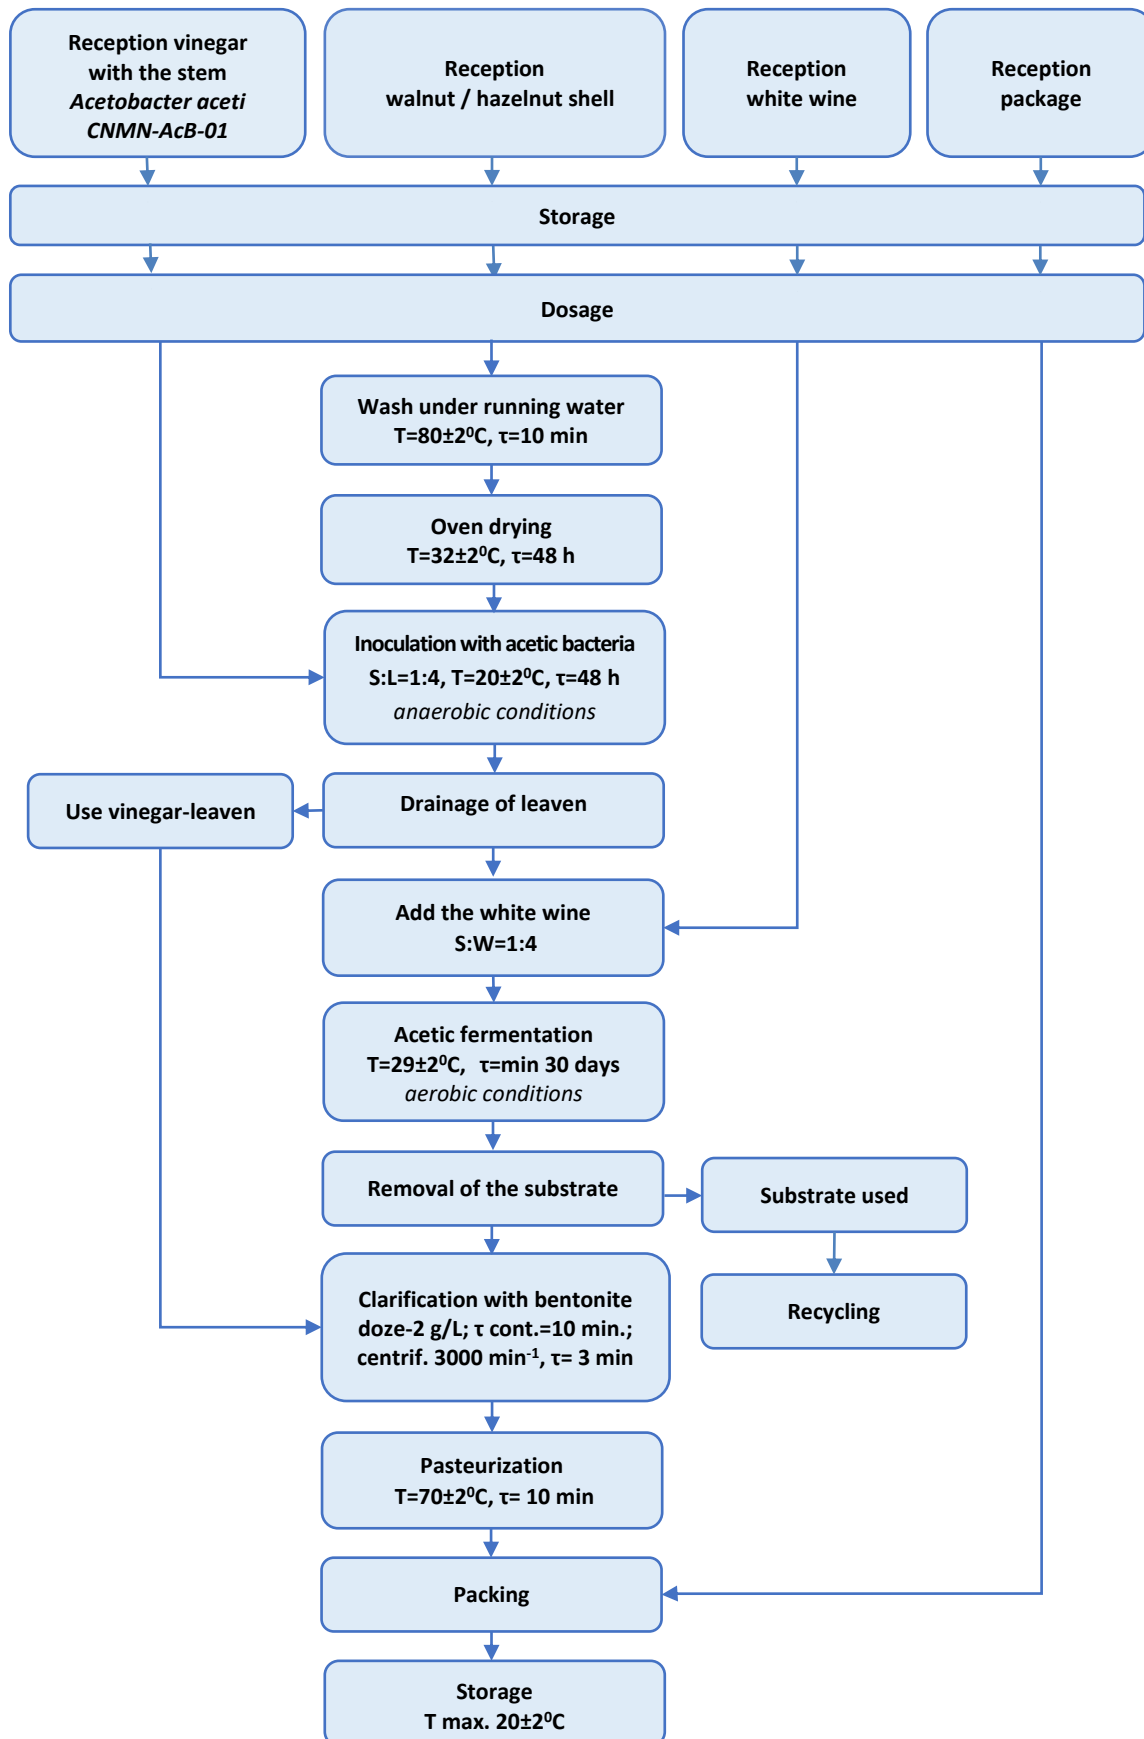 Reception vinegar
with the stem
Acetobacter aceti
CNMN-AcB-01
Reception
walnut / hazelnut shell
Reception
white wine
Reception
package
Storage
Dosage
Wash under running water
T=80±2⁰C, τ=10 min
Oven drying
T=32±2⁰C, τ=48 h
Inoculation with acetic bacteria
S:L=1:4, T=20±2⁰C, τ=48 h
anaerobic conditions
Use vinegar-leaven
Drainage of leaven
Add the white wine
S:W=1:4
Acetic fermentation
T=29±2⁰C, τ=min 30 days
aerobic conditions
Removal of the substrate
Substrate used
Recycling
Clarification with bentonite
doze-2 g/L; τ cont.=10 min.;
centrif. 3000 min⁻¹, τ= 3 min
Pasteurization
T=70±2⁰C, τ= 10 min
Packing
Storage
T max. 20±2⁰C